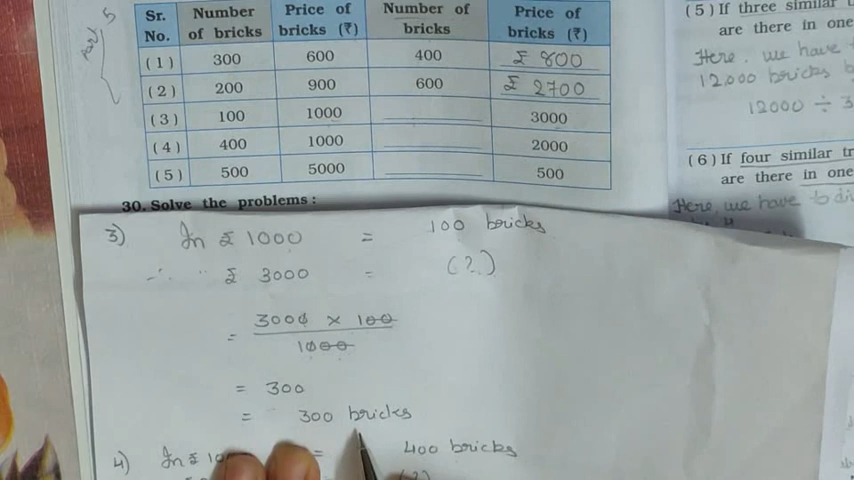 Sr. No. | Number of bricks | Price of bricks (₹) | Number of bricks | Price of bricks (₹)
(1) 300 600 400 ₹ 800
(2) 200 900 600 ₹ 2700
(3) 100 1000 3000
(4) 400 1000 2000
(5) 500 5000 500
30. Solve the problems :
3) In ₹ 1000 = 100 bricks
∴ " ₹ 3000 = (?)
= 3000 × 100
1000
= 300
= 300 bricks
4) In ₹ = 400 bricks
(?)
(5) If three similar
are there in one
Here, we have
12000 bricks
12000 ÷ 3
(6) If four similar
are there in one
Here, we have to